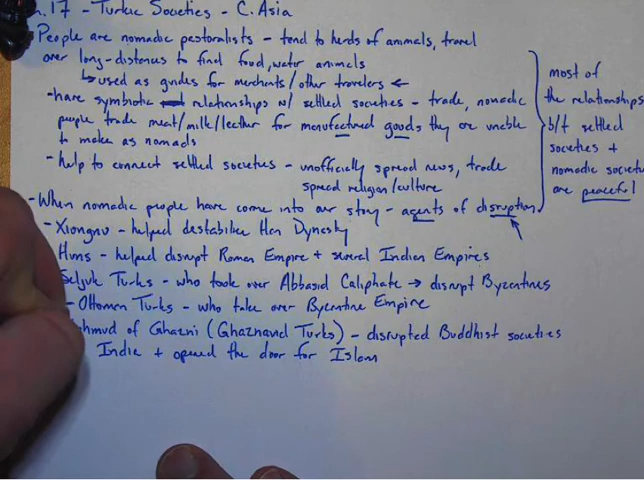 .17 - Turkic Societies - C. Asia
People are nomadic pastoralists - tend to herds of animals, travel
over long-distances to find food, water animals
↳ used as guides for merchants/other travelers ←
- have symbiotic relationships w/ settled societies - trade, nomadic
people trade meat/milk/leather for manufactured goods they are unable
to make as nomads
- help to connect settled societies - unofficially spread news, trade
spread religion/culture
most of
the relationships
b/t settled
societies +
nomadic societies
are peaceful
- When nomadic people have come into our story - agents of disruption
- Xiongnu - helped destabilize Han Dynasty
Huns - helped disrupt Roman Empire + several Indian Empires
Seljuk Turks - who took over Abbasid Caliphate → disrupt Byzantines
- Ottoman Turks - who take over Byzantine Empire
hmud of Ghazni (Ghaznavid Turks) - disrupted Buddhist societies
India + opened the door for Islam